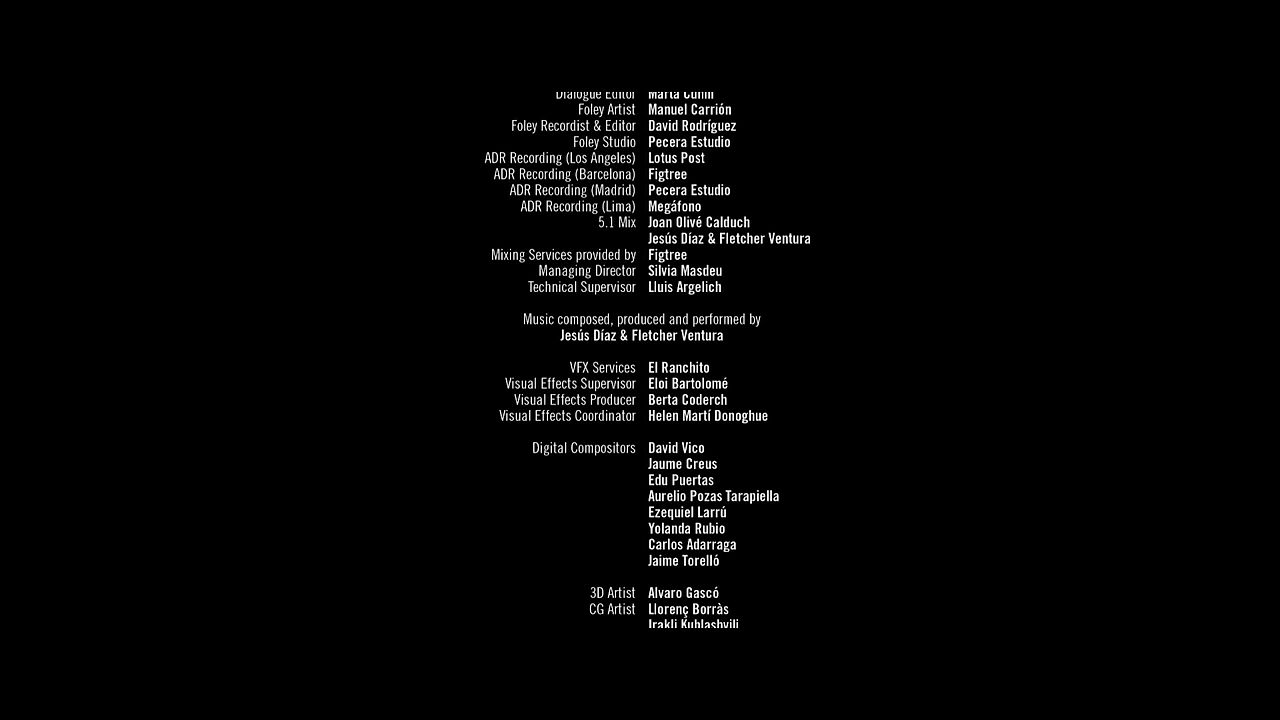 Dialogue Editor Marta
Foley Artist Manuel Carrión
Foley Recordist & Editor David Rodríguez
Foley Studio Pecera Estudio
ADR Recording (Los Angeles) Lotus Post
ADR Recording (Barcelona) Figtree
ADR Recording (Madrid) Pecera Estudio
ADR Recording (Lima) Megáfono
5.1 Mix Joan Olivé Calduch
Jesús Díaz & Fletcher Ventura
Mixing Services provided by Figtree
Managing Director Silvia Masdeu
Technical Supervisor Lluis Argelich
Music composed, produced and performed by
Jesús Díaz & Fletcher Ventura
VFX Services El Ranchito
Visual Effects Supervisor Eloi Bartolomé
Visual Effects Producer Berta Coderch
Visual Effects Coordinator Helen Martí Donoghue
Digital Compositors David Vico
Jaume Creus
Edu Puertas
Aurelio Pozas Tarapiella
Ezequiel Larrú
Yolanda Rubio
Carlos Adarraga
Jaime Torelló
3D Artist Alvaro Gascó
CG Artist Llorenç Borràs
Irakli Kublashvili